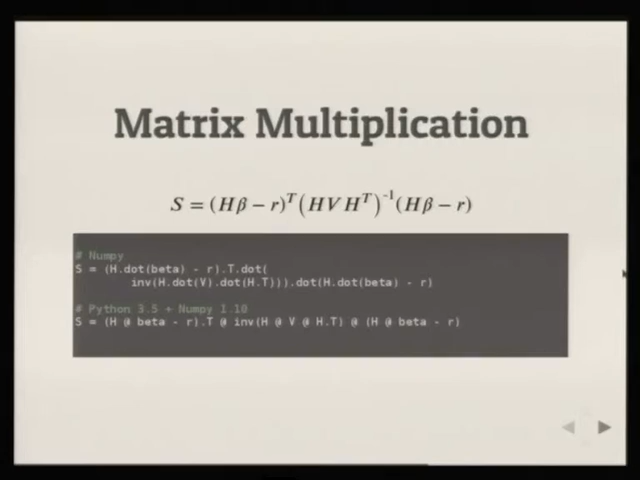 Matrix Multiplication
S = (Hβ − r)ᵀ(HVHᵀ)⁻¹(Hβ − r)
# Numpy
S = (H.dot(beta) - r).T.dot(
inv(H.dot(V).dot(H.T))).dot(H.dot(beta) - r)
# Python 3.5 + Numpy 1.10
S = (H @ beta - r).T @ inv(H @ V @ H.T) @ (H @ beta - r)